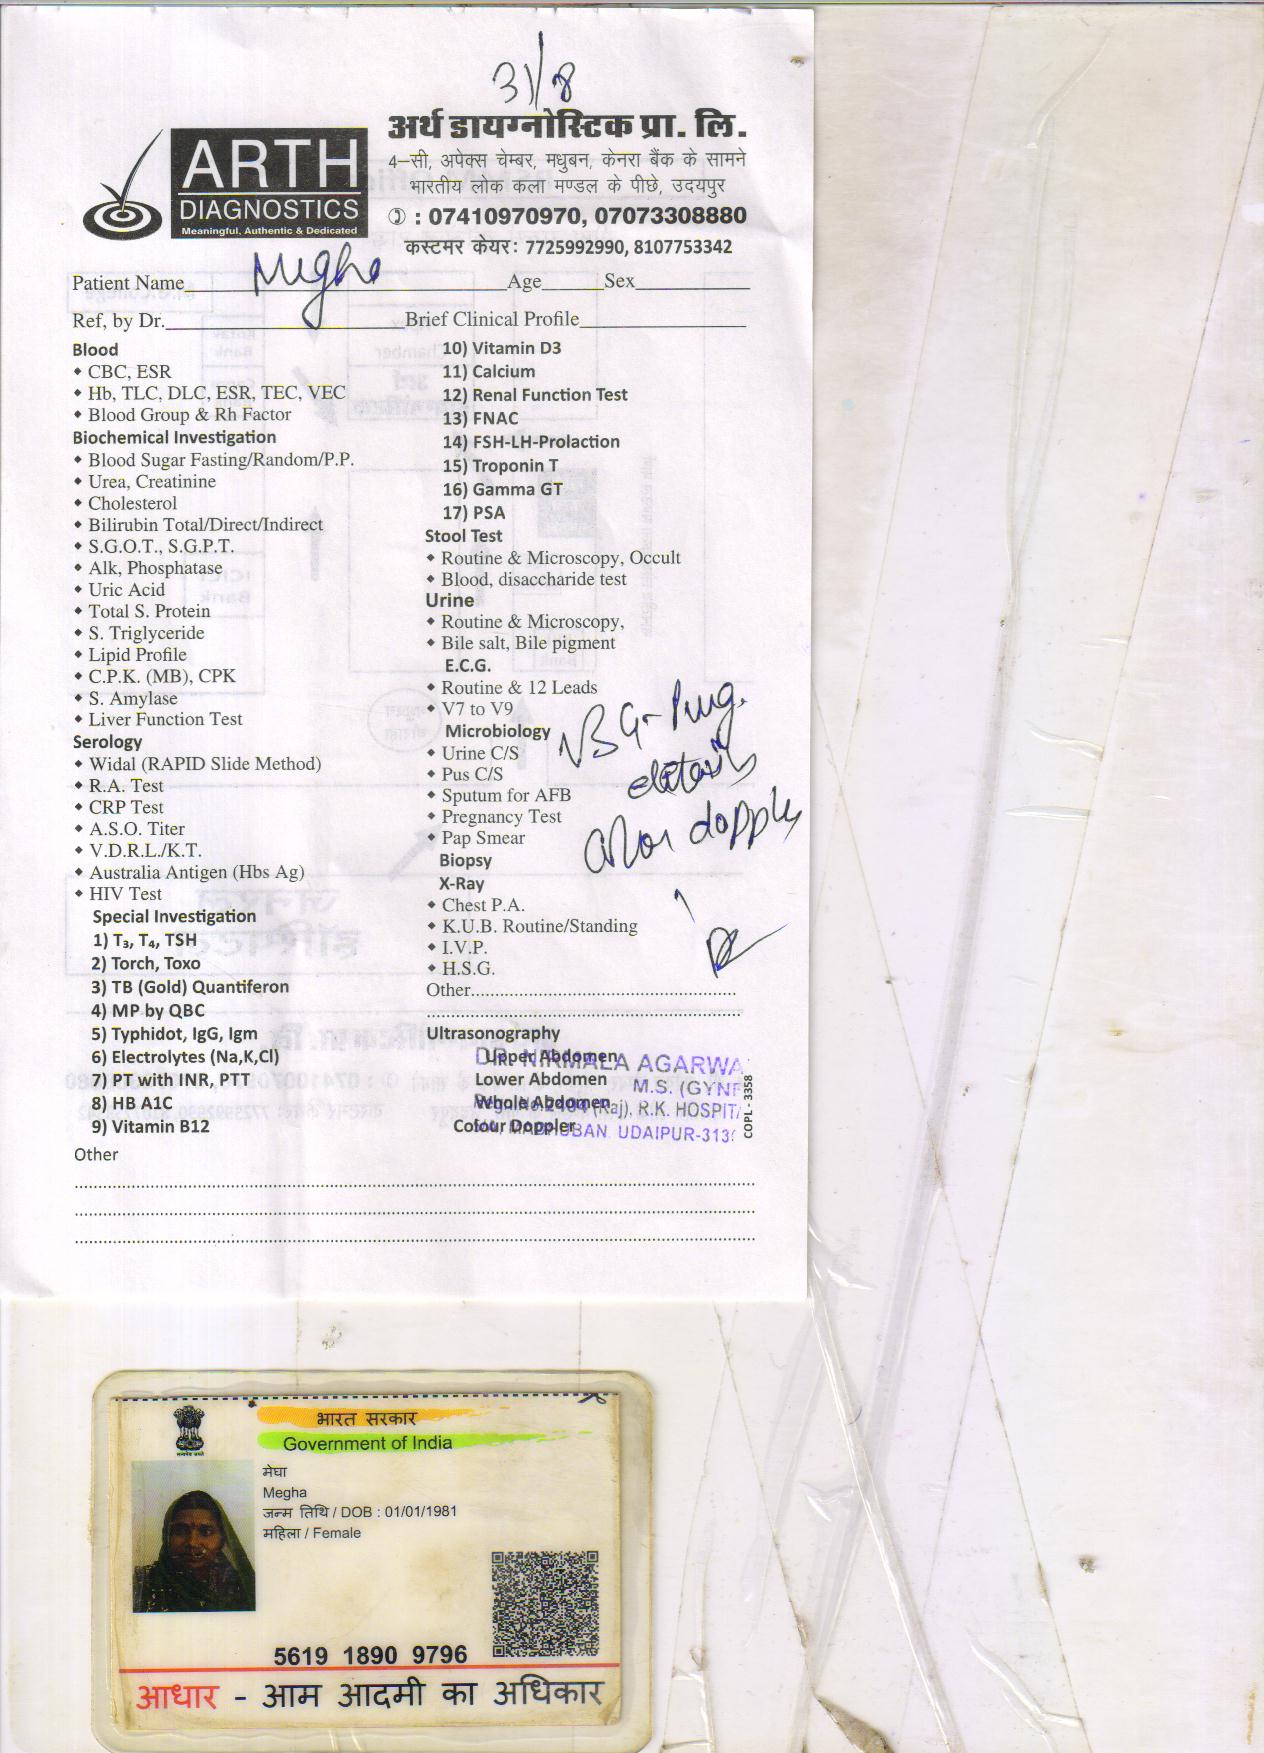 31/8
अर्थ डायग्नोस्टिक प्रा. लि.
ARTH
DIAGNOSTICS
Meaningful, Authentic & Dedicated
4–सी, अपेक्स चेम्बर, मधुबन, केनरा बैंक के सामने
भारतीय लोक कला मण्डल के पीछे, उदयपुर
: 07410970970, 07073308880
कस्टमर केयर: 7725992990, 8107753342
Patient Name Megha Age Sex
Ref, by Dr. Brief Clinical Profile
Blood
CBC, ESR
Hb, TLC, DLC, ESR, TEC, VEC
Blood Group & Rh Factor
Biochemical Investigation
Blood Sugar Fasting/Random/P.P.
Urea, Creatinine
Cholesterol
Bilirubin Total/Direct/Indirect
S.G.O.T., S.G.P.T.
Alk, Phosphatase
Uric Acid
Total S. Protein
S. Triglyceride
Lipid Profile
C.P.K. (MB), CPK
S. Amylase
Liver Function Test
Serology
Widal (RAPID Slide Method)
R.A. Test
CRP Test
A.S.O. Titer
V.D.R.L./K.T.
Australia Antigen (Hbs Ag)
HIV Test
Special Investigation
1) T₃, T₄, TSH
2) Torch, Toxo
3) TB (Gold) Quantiferon
4) MP by QBC
5) Typhidot, IgG, Igm
6) Electrolytes (Na,K,Cl)
7) PT with INR, PTT
8) HB A1C
9) Vitamin B12
Other
10) Vitamin D3
11) Calcium
12) Renal Function Test
13) FNAC
14) FSH-LH-Prolaction
15) Troponin T
16) Gamma GT
17) PSA
Stool Test
Routine & Microscopy, Occult
Blood, disaccharide test
Urine
Routine & Microscopy,
Bile salt, Bile pigment
E.C.G.
Routine & 12 Leads
V7 to V9
Microbiology
Urine C/S
Pus C/S
Sputum for AFB
Pregnancy Test
Pap Smear
Biopsy
X-Ray
Chest P.A.
K.U.B. Routine/Standing
I.V.P.
H.S.G.
Other
color doppler
Ultrasonography
Upper Abdomen
Lower Abdomen
Whole Abdomen
Colour Doppler
DR. NIRMALA AGARWA
M.S. (GYN
(Raj), R.K. HOSPIT
MADHUBAN UDAIPUR-313
COPL - 3358
भारत सरकार
Government of India
मेघा
Megha
जन्म तिथि / DOB : 01/01/1981
महिला / Female
5619 1890 9796
आधार - आम आदमी का अधिकार